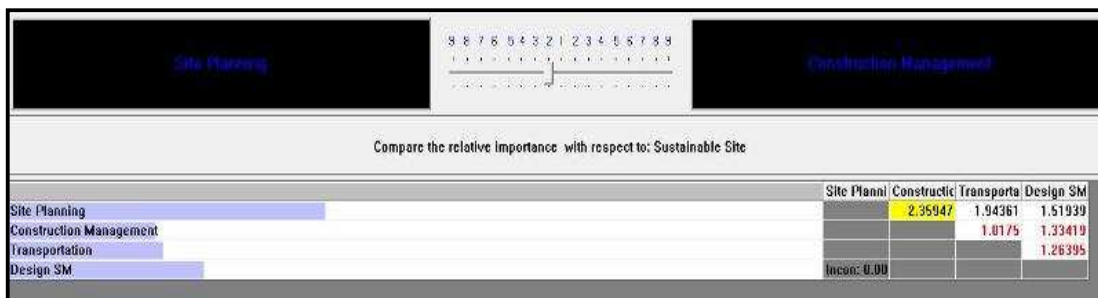 Site Planning
9 8 7 6 5 4 3 2 1 2 3 4 5 6 7 8 9
Construction Management
Compare the relative importance with respect to: Sustainable Site
Site Planni Constructio Transporta Design SM
Site Planning 2.35947 1.94361 1.51939
Construction Management 1.0175 1.33419
Transportation 1.26395
Design SM Incon: 0.00